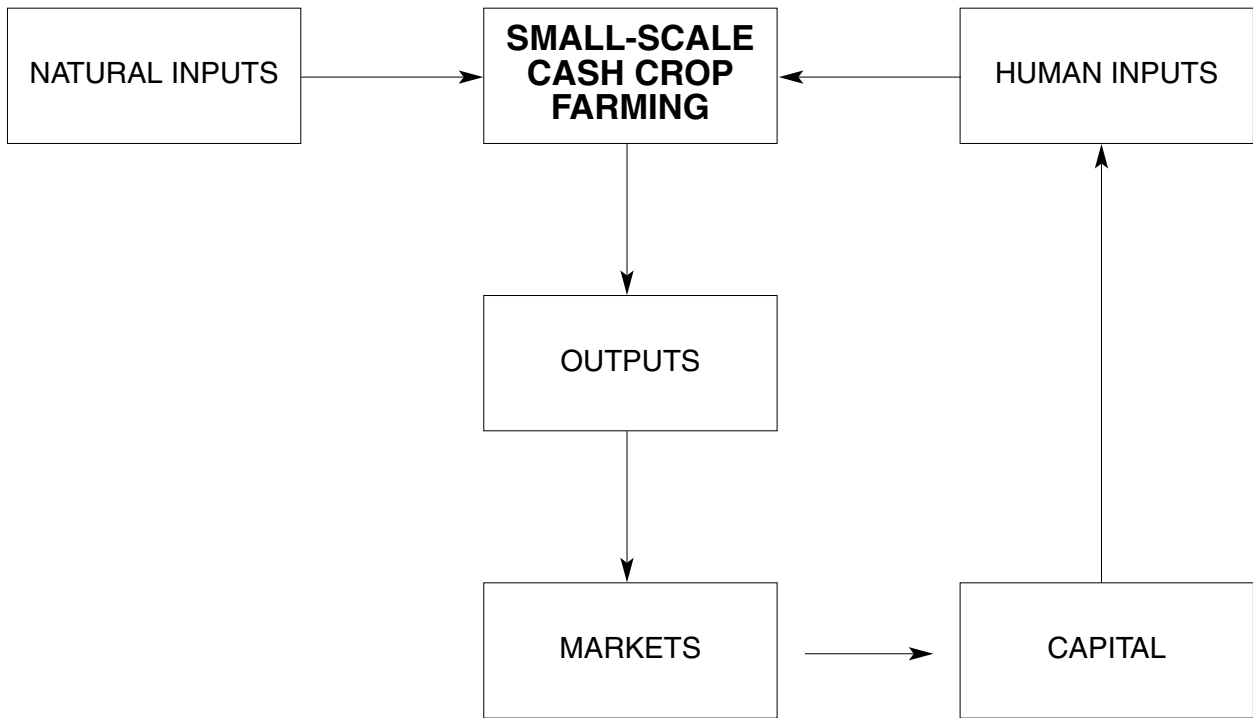 NATURAL INPUTS
SMALL-SCALE
CASH CROP
FARMING
HUMAN INPUTS
OUTPUTS
MARKETS
CAPITAL